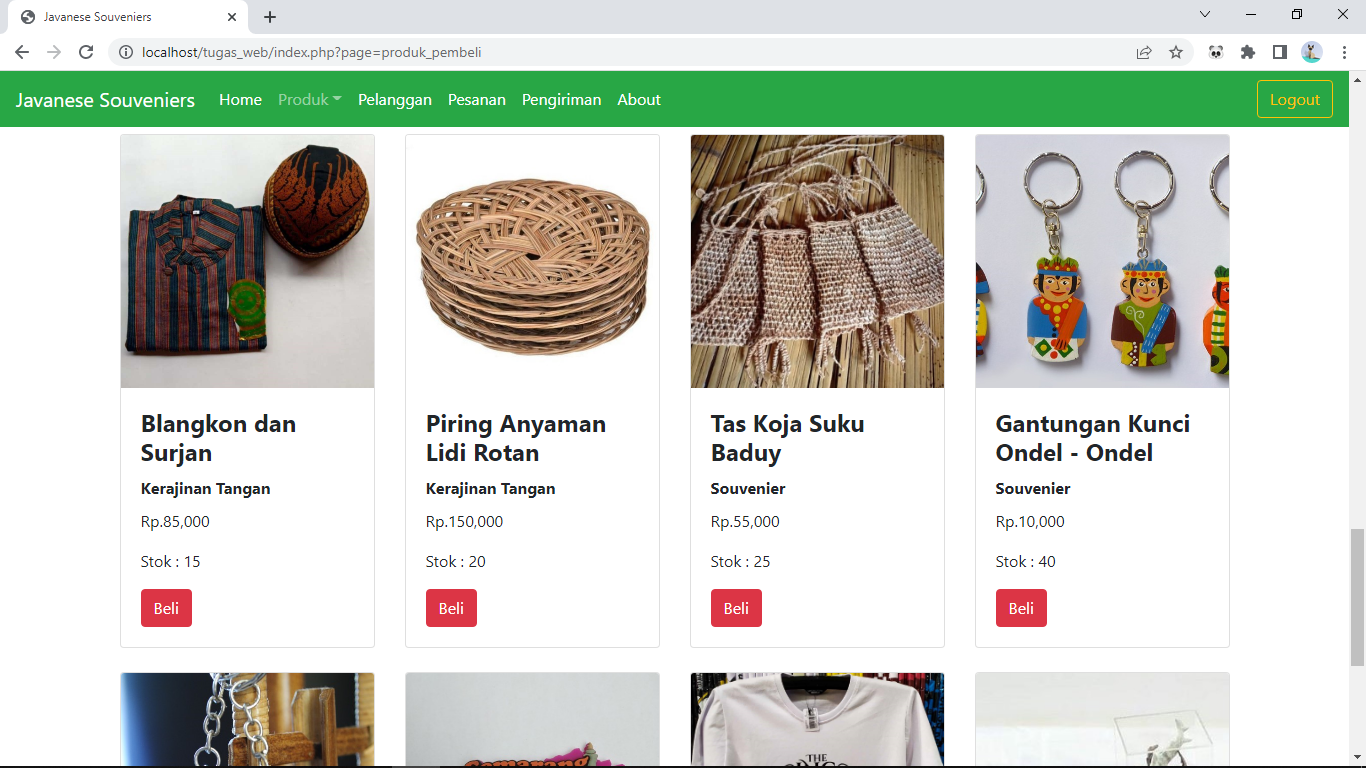 Javanese Souveniers
localhost/tugas_web/index.php?page=produk_pembeli
Javanese Souveniers Home Produk Pelanggan Pesanan Pengiriman About Logout
Blangkon dan
Surjan
Kerajinan Tangan
Rp.85,000
Stok : 15
Beli
Piring Anyaman
Lidi Rotan
Kerajinan Tangan
Rp.150,000
Stok : 20
Beli
Tas Koja Suku
Baduy
Souvenier
Rp.55,000
Stok : 25
Beli
Gantungan Kunci
Ondel - Ondel
Souvenier
Rp.10,000
Stok : 40
Beli
Semarang
THE